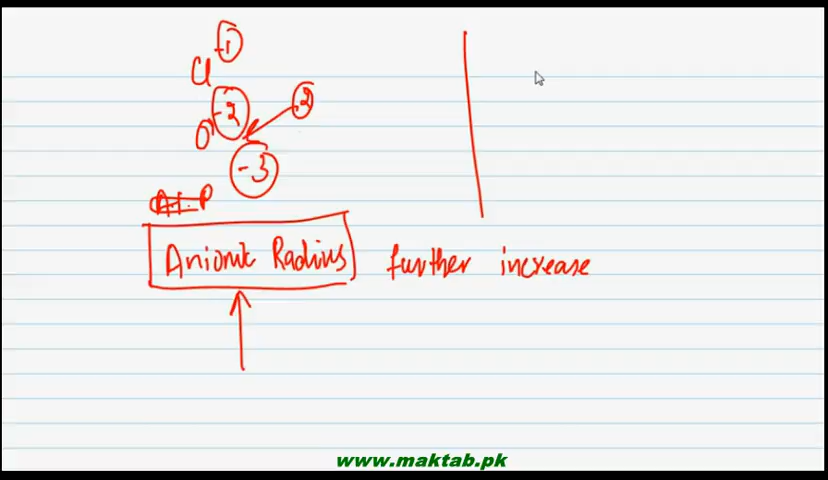 Cl -1
O -2 2
P -3
Anionic Radius further increase
www.maktab.pk